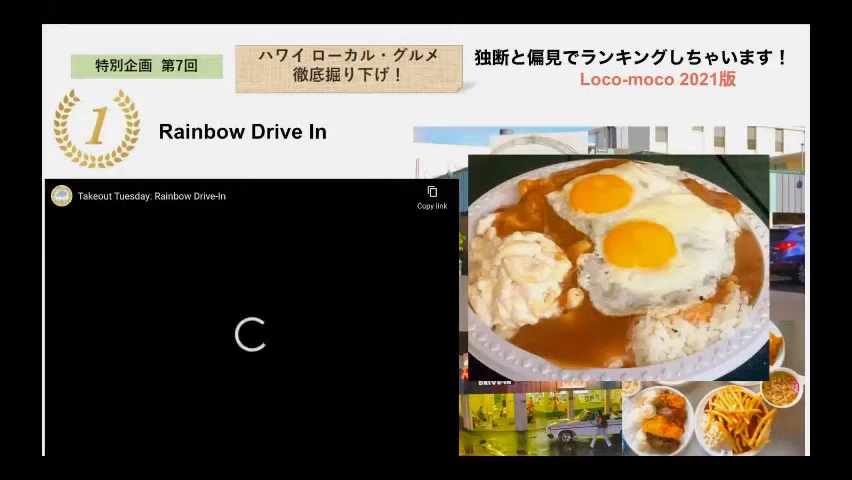 特別企画 第7回
ハワイ ローカル・グルメ
徹底掘り下げ！
独断と偏見でランキングしちゃいます！
Loco-moco 2021版
1
Rainbow Drive In
Takeout Tuesday: Rainbow Drive-In
Copy link
DRIVE-IN